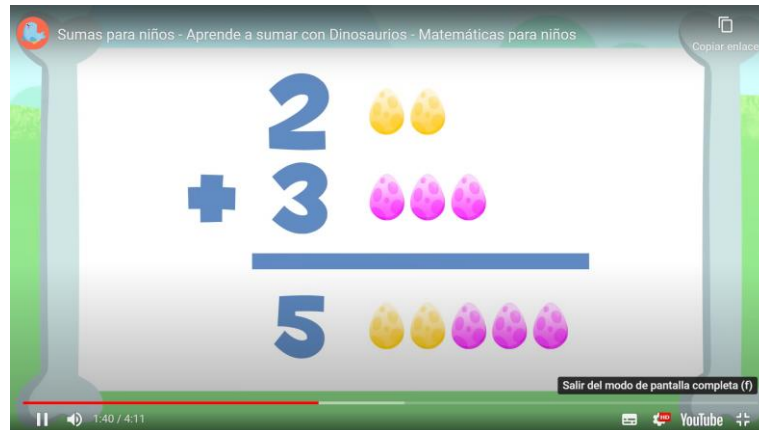 Sumas para niños - Aprende a sumar con Dinosaurios - Matemáticas para niños
Copiar enlace
2
+ 3
5
Salir del modo de pantalla completa (f)
1:40 / 4:11
HD
YouTube